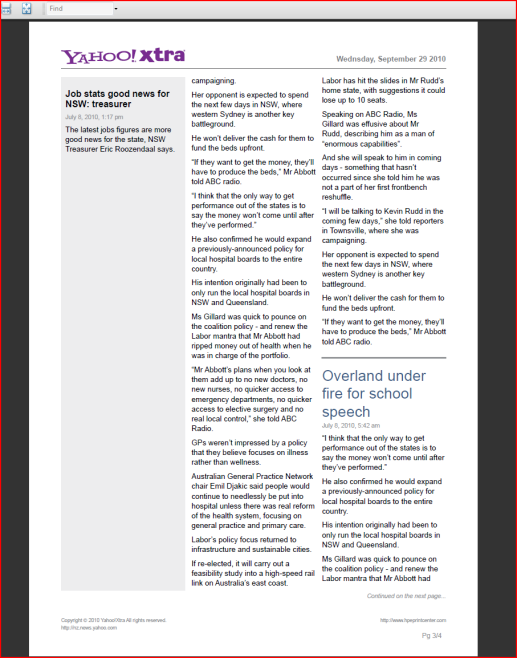 Find
YAHOO! xtra
Wednsday, September 29 2010
Job stats good news for
NSW: treasurer
July 8, 2010, 1:17 pm
The latest jobs figures are more
good news for the state, NSW
Treasurer Eric Roozendaal says.
campaigning.
Her opponent is expected to spend
the next few days in NSW, where
western Sydney is another key
battleground.
He won't deliver the cash for them to
fund the beds upfront.
“If they want to get the money, they'll
have to produce the beds,” Mr Abbott
told ABC radio.
“I think that the only way to get
performance out of the states is to
say the money won't come until after
they've performed.”
He also confirmed he would expand
a previously-announced policy for
local hospital boards to the entire
country.
His intention originally had been to
only run the local hospital boards in
NSW and Queensland.
Ms Gillard was quick to pounce on
the coalition policy - and renew the
Labor mantra that Mr Abbott had
ripped money out of health when he
was in charge of the portfolio.
“Mr Abbott's plans when you look at
them add up to no new doctors, no
new nurses, no quicker access to
emergency departments, no quicker
access to elective surgery and no
real local control,” she told ABC
Radio.
GPs weren't impressed by a policy
that they believe focuses on illness
rather than wellness.
Australian General Practice Network
chair Emil Djakic said people would
continue to needlessly be put into
hospital unless there was real reform
of the health system, focusing on
general practice and primary care.
Labor's policy focus returned to
infrastructure and sustainable cities.
If re-elected, it will carry out a
feasibility study into a high-speed rail
link on Australia's east coast.
Labor has hit the slides in Mr Rudd's
home state, with suggestions it could
lose up to 10 seats.
Speaking on ABC Radio, Ms
Gillard was effusive about Mr
Rudd, describing him as a man of
“enormous capabilities”.
And she will speak to him in coming
days - something that hasn't
occurred since she told him he was
not a part of her first frontbench
reshuffle.
“I will be talking to Kevin Rudd in the
coming few days,” she told reporters
in Townsville, where she was
campaigning.
Her opponent is expected to spend
the next few days in NSW, where
western Sydney is another key
battleground.
He won't deliver the cash for them to
fund the beds upfront.
“If they want to get the money, they'll
have to produce the beds,” Mr Abbott
told ABC radio.
Overland under
fire for school
speech
July 8, 2010, 5:42 am
“I think that the only way to get
performance out of the states is to
say the money won't come until after
they've performed.”
He also confirmed he would expand
a previously-announced policy for
local hospital boards to the entire
country.
His intention originally had been to
only run the local hospital boards in
NSW and Queensland.
Ms Gillard was quick to pounce on
the coalition policy - and renew the
Labor mantra that Mr Abbott had
Continued on the next page...
Copyright © 2010 Yahoo!Xtra All rights reserved.
http://nz.news.yahoo.com
http://www.hpeprintcenter.com
Pg 3/4